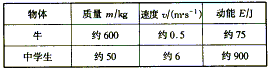 物体 质量 m/kg 速度 v/(m·s⁻¹) 动能 E/J
牛 约 600 约 0.5 约 75
中学生 约 50 约 6 约 900